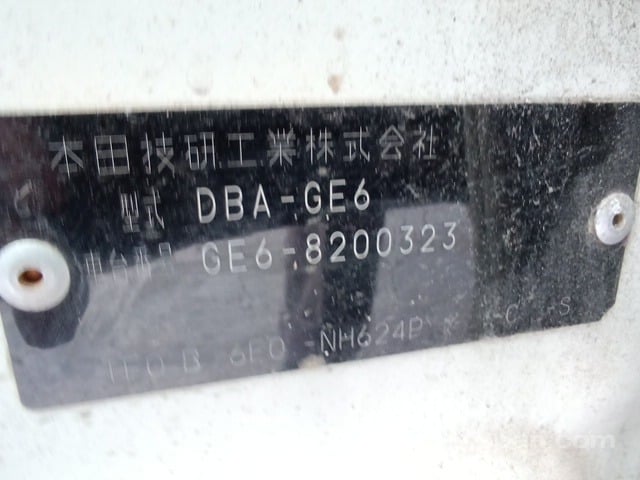 本田技研工業株式会社
型式 DBA-GE6
車台番号 GE6-8200323
NH624P C S